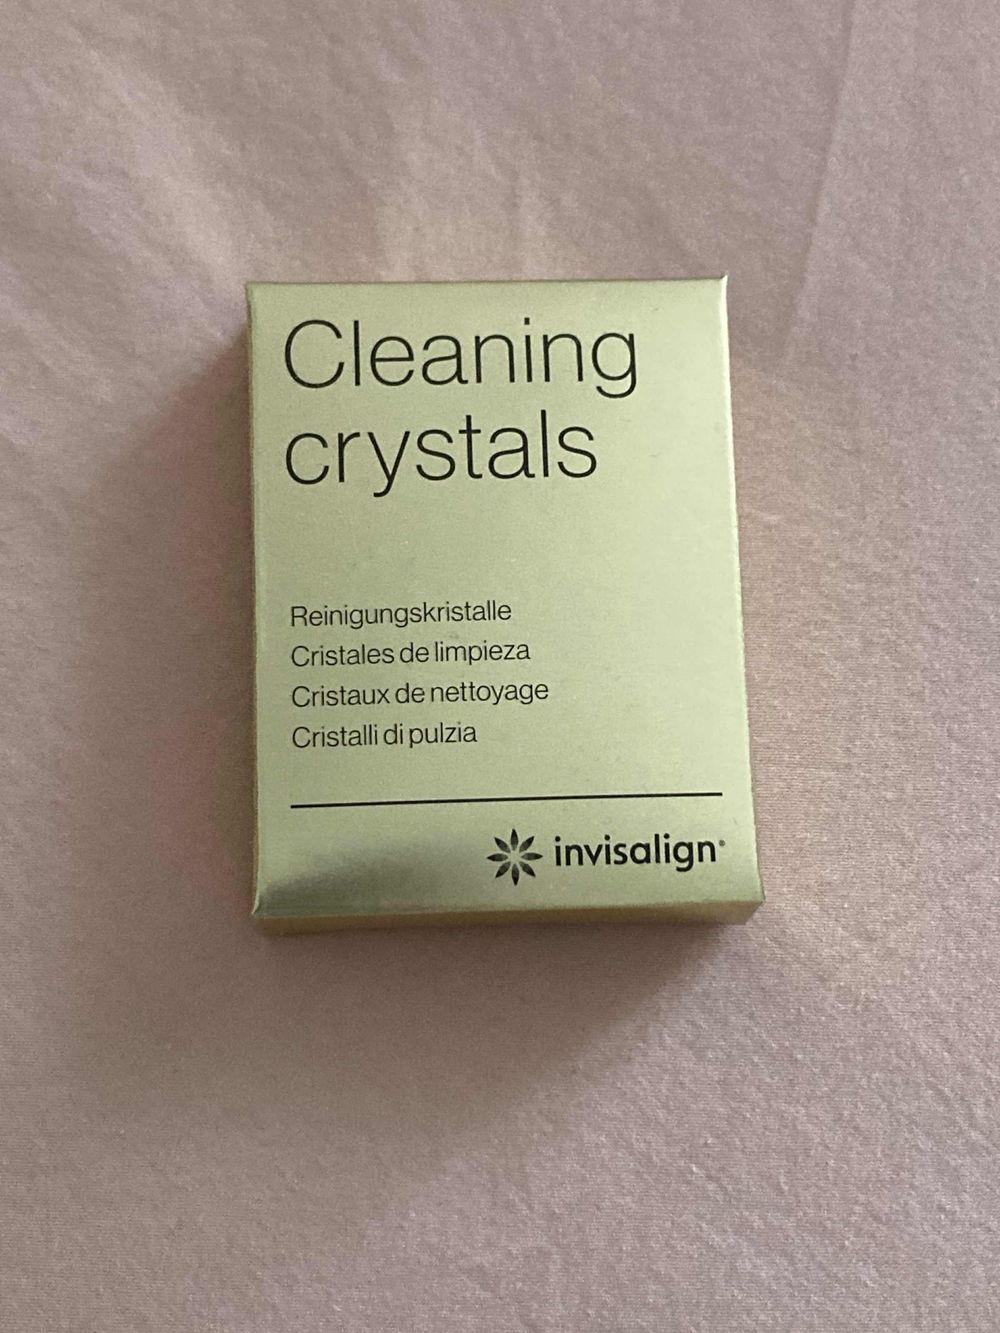 Cleaning
crystals
Reinigungskristalle
Cristales de limpieza
Cristaux de nettoyage
Cristalli di pulzia
invisalign®